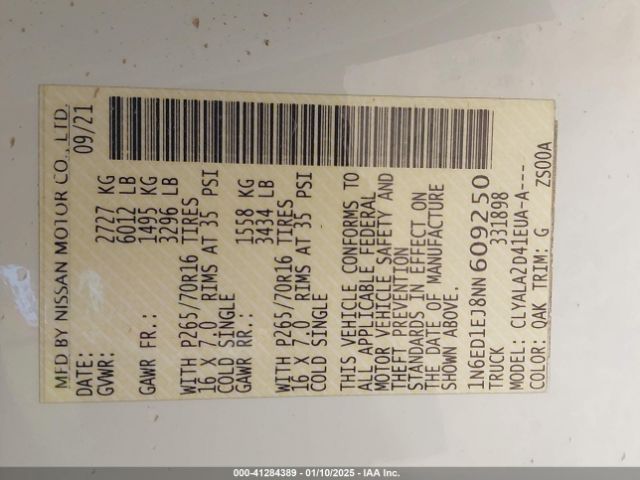 MFD BY NISSAN MOTOR CO., LTD.
DATE: 09/21
GVWR: 2727 KG
6012 LB
GAWR FR.: 1495 KG
3296 LB
WITH P265/70R16 TIRES
16 X 7.0 RIMS AT 35 PSI
COLD SINGLE
GAWR RR.: 1558 KG
3434 LB
WITH P265/70R16 TIRES
16 X 7.0 RIMS AT 35 PSI
COLD SINGLE
THIS VEHICLE CONFORMS TO
ALL APPLICABLE FEDERAL
MOTOR VEHICLE SAFETY AND
THEFT PREVENTION
STANDARDS IN EFFECT ON
THE DATE OF MANUFACTURE
SHOWN ABOVE.
1N6ED1EJ8NN609250
TRUCK 331898
MODEL: CLYALA2D41EUA-A---
COLOR: QAK TRIM: G ZS00A
000-41284389 - 01/10/2025 - IAA Inc.